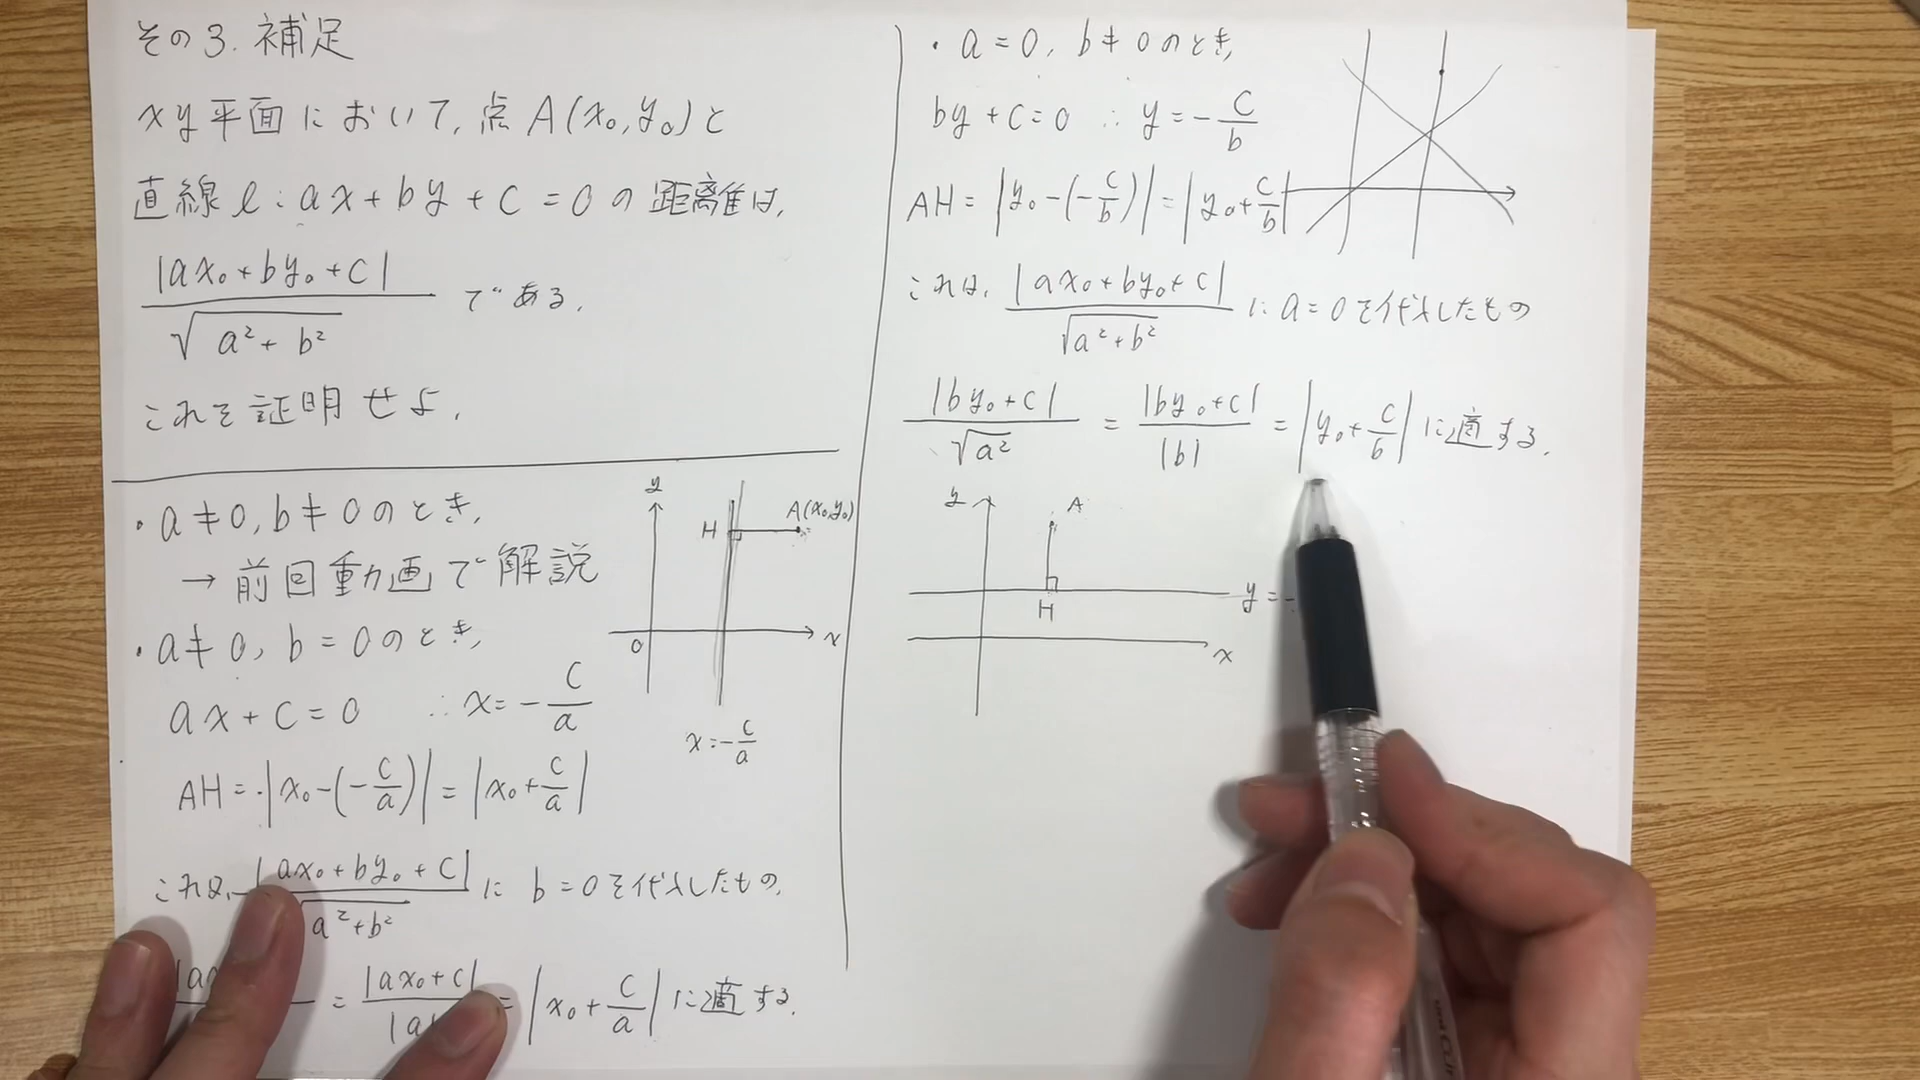 その3. 補足
xy平面において, 点A(x₀, y₀)と
直線l: ax+by+c=0の距離は,
|ax₀+by₀+c| / √(a²+b²) である.
これを証明せよ.
・a≠0, b≠0のとき,
→前回動画で解説
・a≠0, b=0のとき,
ax+c=0 ∴x=-c/a
AH=|x₀-(-c/a)|=|x₀+c/a|
これは, |ax₀+by₀+c| / √(a²+b²) に b=0を代入したもの,
= |ax₀+c| / |a| = |x₀+c/a| に適する.
y
H
A(x₀,y₀)
O
x
x=-c/a
・a=0, b≠0のとき,
by+c=0 ∴y=-c/b
AH=|y₀-(-c/b)|=|y₀+c/b|
これは, |ax₀+by₀+c| / √(a²+b²) に a=0を代入したもの
|by₀+c| / √a² = |by₀+c| / |b| = |y₀+c/b| に適する.
y
A
H
y=-
x